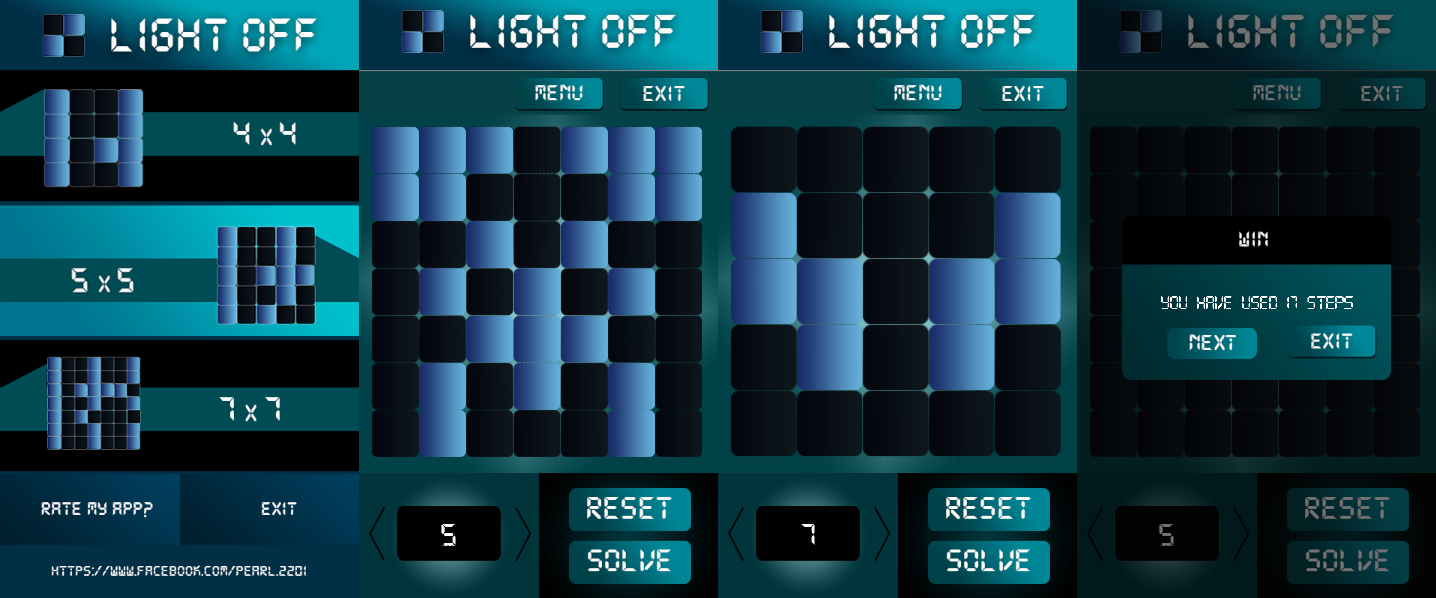 LIGHT OFF
4 x 4
5 x 5
7 x 7
RATE MY APP? EXIT
HTTPS://WWW.FACEBOOK.COM/PEARL.2201
LIGHT OFF
MENU EXIT
5
RESET
SOLVE
LIGHT OFF
MENU EXIT
7
RESET
SOLVE
LIGHT OFF
MENU EXIT
WIN
YOU HAVE USED 17 STEPS
NEXT EXIT
5
RESET
SOLVE